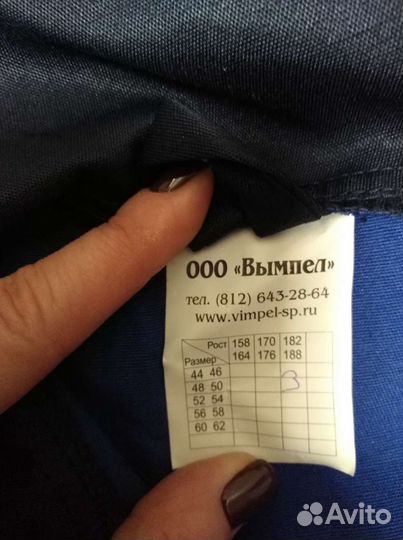 ООО «Вымпел»
тел. (812) 643-28-64
www.vimpel-sp.ru
Рост 158 170 182
Размер 164 176 188
44 46
48 50
52 54
56 58
60 62
Avito